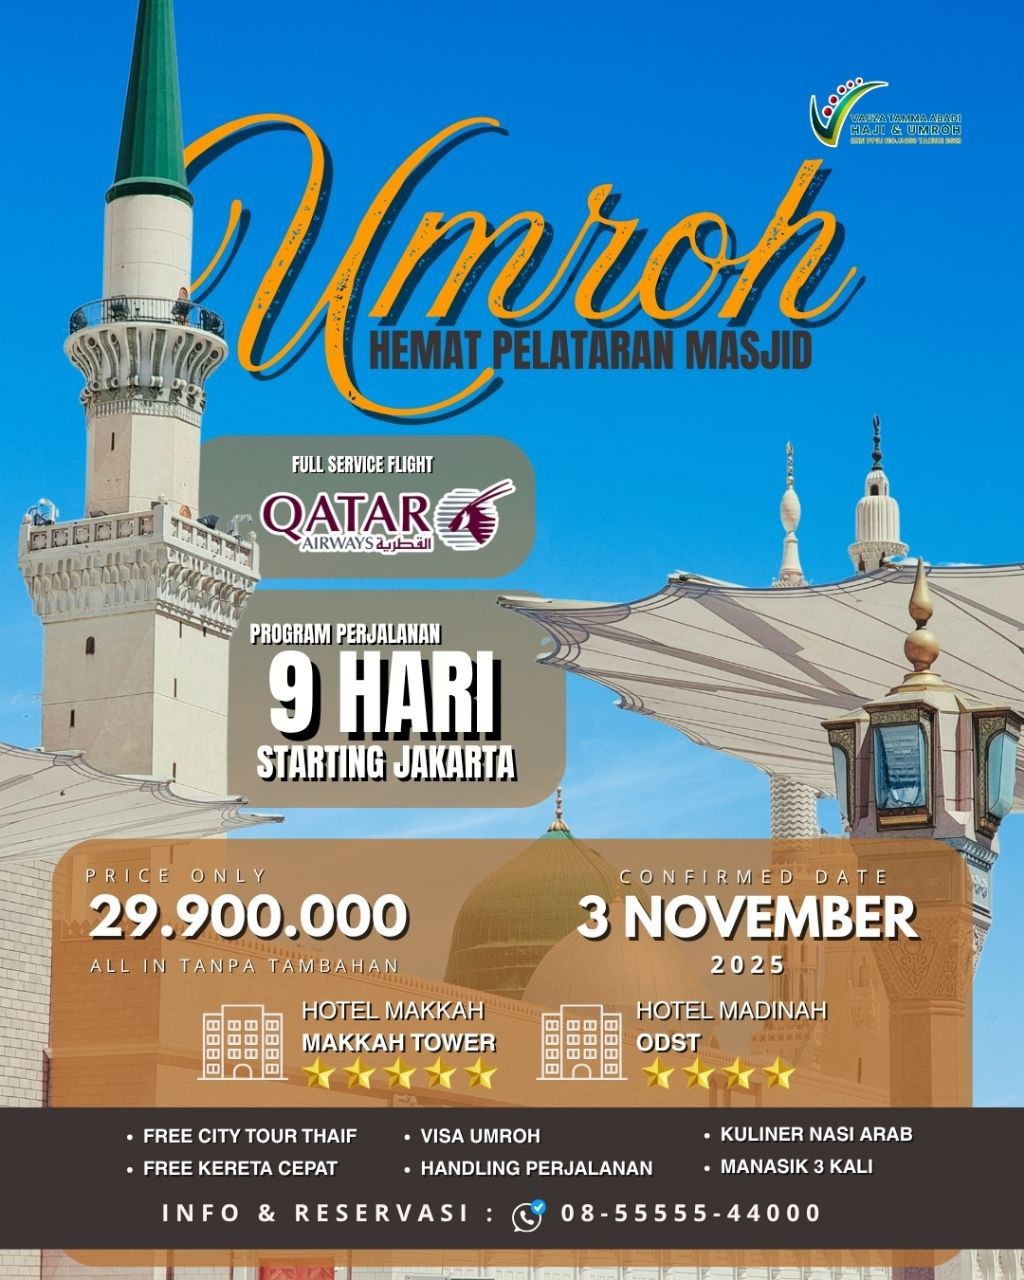 VAUZA TAMMA ABADI
HAJI & UMROH
Umroh
HEMAT PELATARAN MASJID
FULL SERVICE FLIGHT
QATAR
AIRWAYS القطرية
PROGRAM PERJALANAN
9 HARI
STARTING JAKARTA
PRICE ONLY
29.900.000
ALL IN TANPA TAMBAHAN
CONFIRMED DATE
3 NOVEMBER
2025
HOTEL MAKKAH
MAKKAH TOWER
HOTEL MADINAH
ODST
• FREE CITY TOUR THAIF
• FREE KERETA CEPAT
• VISA UMROH
• HANDLING PERJALANAN
• KULINER NASI ARAB
• MANASIK 3 KALI
INFO & RESERVASI : 08-55555-44000